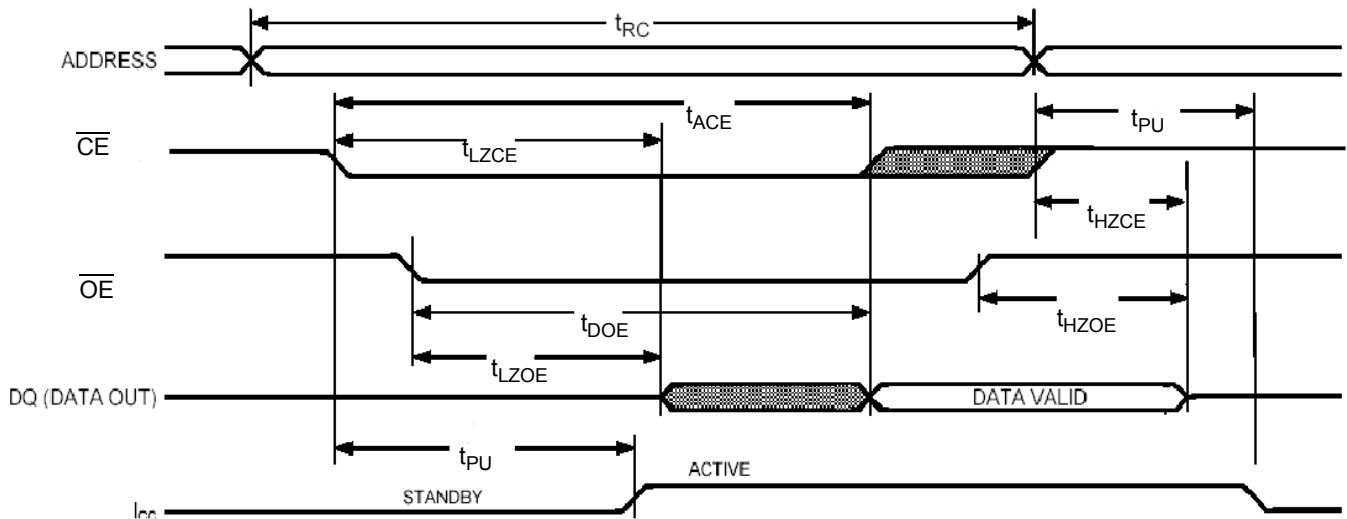 tRC
ADDRESS
tACE
tPU
CE
tLZCE
tHZCE
OE
tDOE
tHZOE
tLZOE
DQ (DATA OUT)
DATA VALID
tPU
ACTIVE
STANDBY
ICC